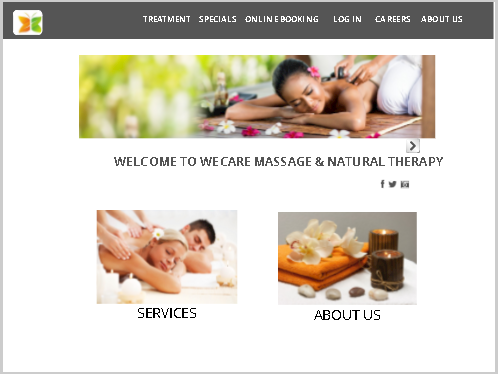 TREATMENT SPECIALS ONLINE BOOKING LOG IN CAREERS ABOUT US
WELCOME TO WECARE MASSAGE & NATURAL THERAPY
SERVICES
ABOUT US